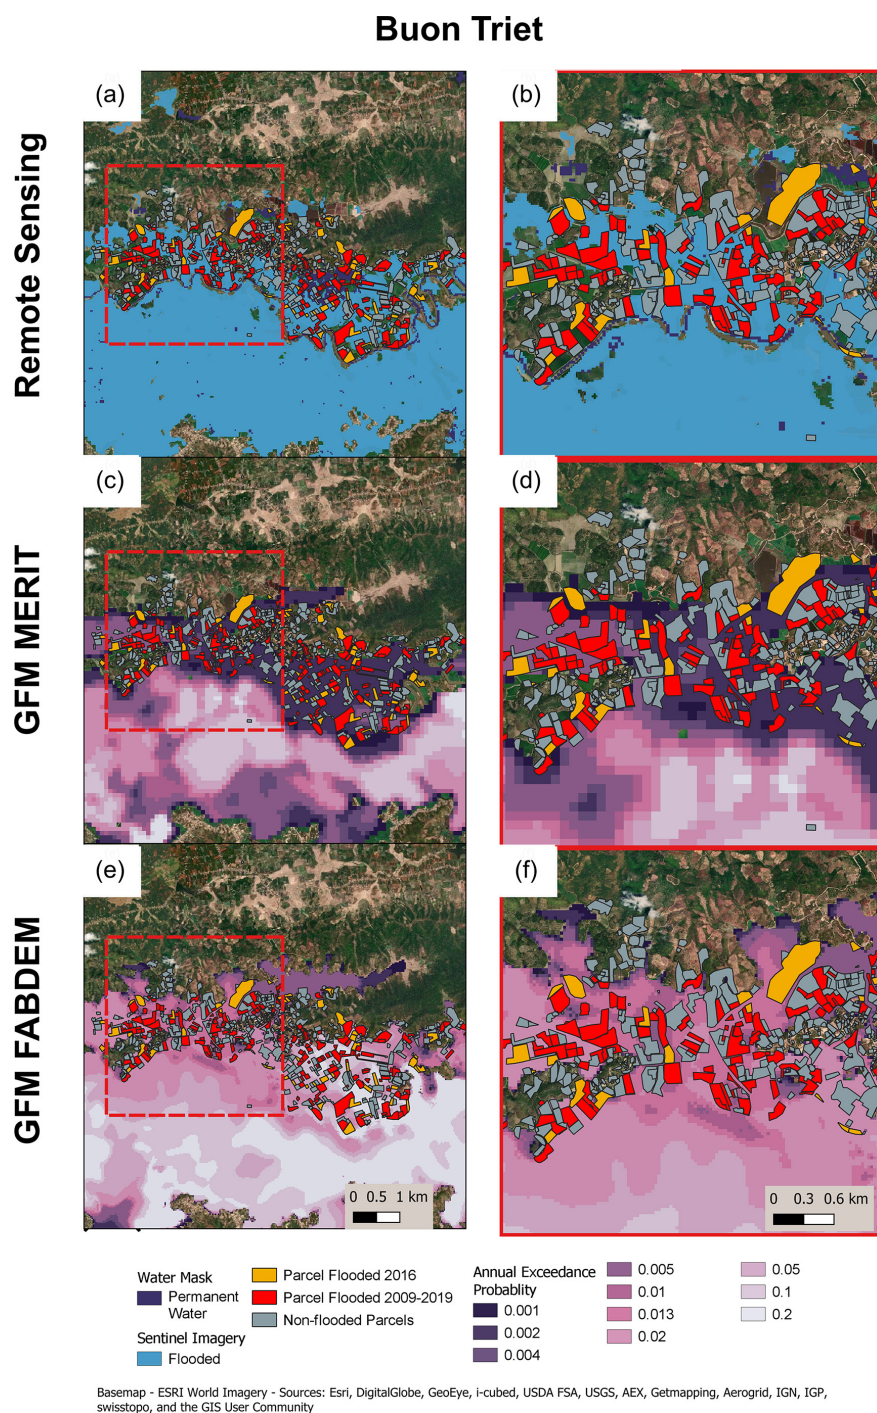 Buon Triet
Remote Sensing
(a)
(b)
GFM MERIT
(c)
(d)
GFM FABDEM
(e)
(f)
0 0.5 1 km
0 0.3 0.6 km
Water Mask
Permanent
Water
Sentinel Imagery
Flooded
Parcel Flooded 2016
Parcel Flooded 2009-2019
Non-flooded Parcels
Annual Exceedance
Probablity
0.001
0.002
0.004
0.005
0.01
0.013
0.02
0.05
0.1
0.2
Basemap - ESRI World Imagery - Sources: Esri, DigitalGlobe, GeoEye, i-cubed, USDA FSA, USGS, AEX, Getmapping, Aerogrid, IGN, IGP,
swisstopo, and the GIS User Community